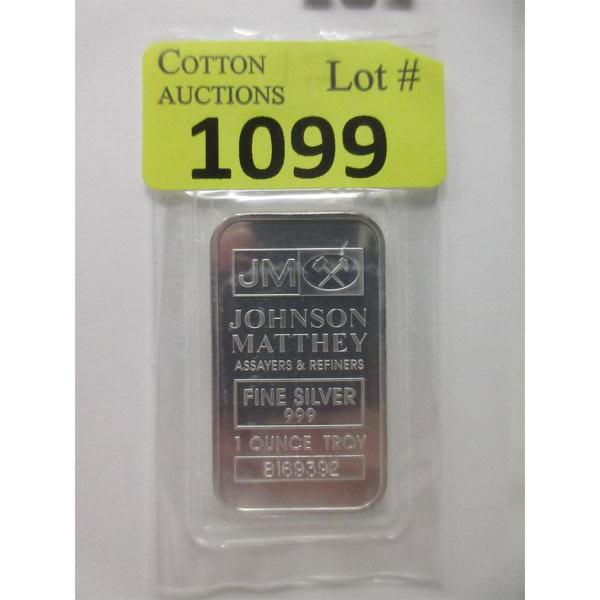 COTTON AUCTIONS
Lot #
1099
JM
JOHNSON
MATTHEY
ASSAYERS & REFINERS
FINE SILVER
999
1 OUNCE TROY
B169392